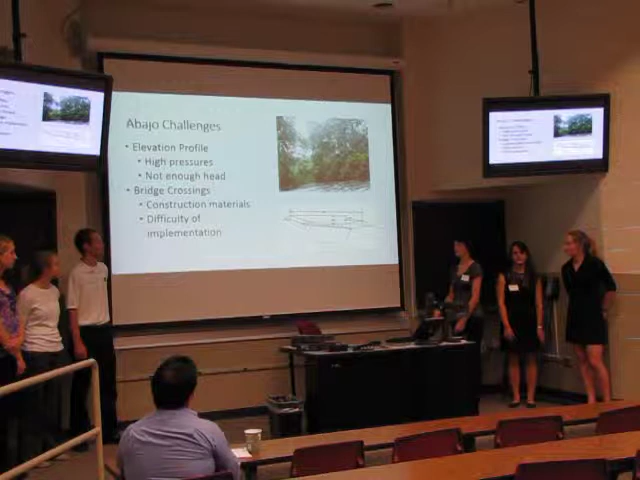 Abajo Challenges
• Elevation Profile
• High pressures
• Not enough head
• Bridge Crossings
• Construction materials
• Difficulty of
implementation